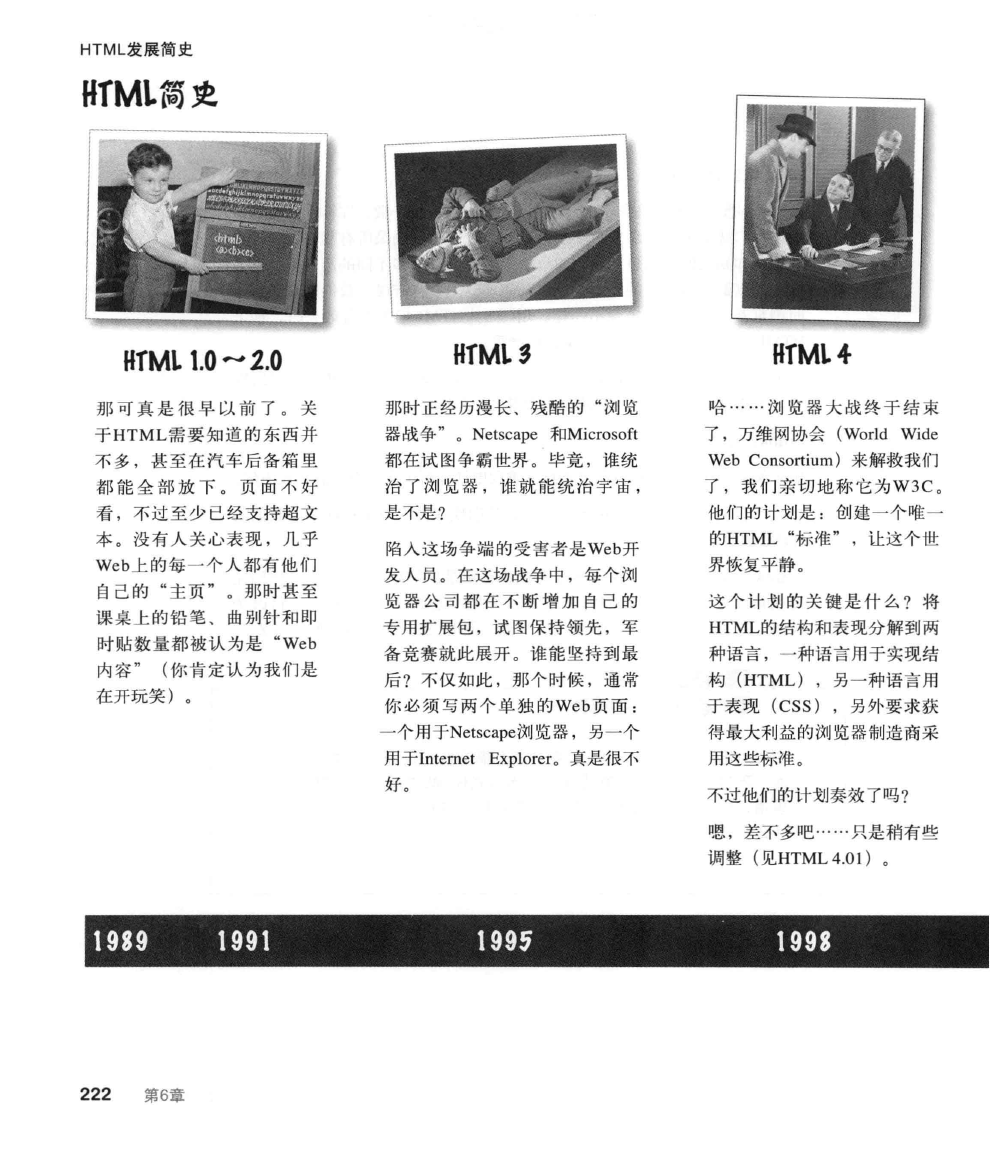 HTML发展简史
HTML简史
<html>
<a><b><c>
HTML 1.0～2.0
那可真是很早以前了。关
于HTML需要知道的东西并
不多，甚至在汽车后备箱里
都能全部放下。页面不好
看，不过至少已经支持超文
本。没有人关心表现，几乎
Web上的每一个人都有他们
自己的“主页”。那时甚至
课桌上的铅笔、曲别针和即
时贴数量都被认为是“Web
内容”（你肯定认为我们是
在开玩笑）。
HTML 3
那时正经历漫长、残酷的“浏览
器战争”。Netscape 和Microsoft
都在试图争霸世界。毕竟，谁统
治了浏览器，谁就能统治宇宙，
是不是？
陷入这场争端的受害者是Web开
发人员。在这场战争中，每个浏
览器公司都在不断增加自己的
专用扩展包，试图保持领先，军
备竞赛就此展开。谁能坚持到最
后？不仅如此，那个时候，通常
你必须写两个单独的Web页面：
一个用于Netscape浏览器，另一个
用于Internet Explorer。真是很不
好。
HTML 4
哈……浏览器大战终于结束
了，万维网协会（World Wide
Web Consortium）来解救我们
了，我们亲切地称它为W3C。
他们的计划是：创建一个唯一
的HTML“标准”，让这个世
界恢复平静。
这个计划的关键是什么？将
HTML的结构和表现分解到两
种语言，一种语言用于实现结
构（HTML），另一种语言用
于表现（CSS），另外要求获
得最大利益的浏览器制造商采
用这些标准。
不过他们的计划奏效了吗？
嗯，差不多吧……只是稍有些
调整（见HTML 4.01）。
1989 1991 1995 1998
222 第6章